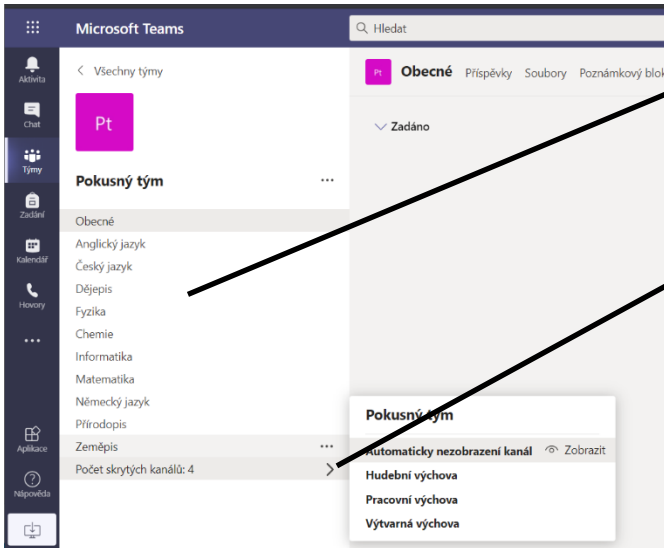 Microsoft Teams
Hledat
Aktivita
Chat
Týmy
Zadání
Kalendář
Hovory
Aplikace
Nápověda
Všechny týmy
Pt
Pokusný tým
Obecné
Anglický jazyk
Český jazyk
Dějepis
Fyzika
Chemie
Informatika
Matematika
Německý jazyk
Přírodopis
Zeměpis
Počet skrytých kanálů: 4
Pt Obecné Příspěvky Soubory Poznámkový blok
Zadáno
Pokusný tým
Automaticky nezobrazení kanál Zobrazit
Hudební výchova
Pracovní výchova
Výtvarná výchova